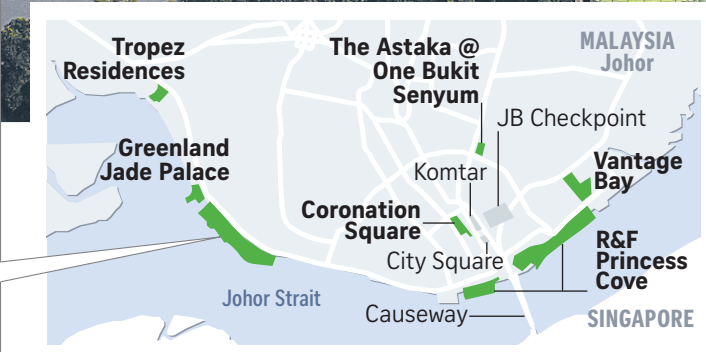 Tropez
Residences
The Astaka @
One Bukit
Senyum
MALAYSIA
Johor
JB Checkpoint
Greenland
Jade Palace
Komtar
Vantage
Bay
Coronation
Square
City Square
R&F
Princess
Cove
Johor Strait
Causeway
SINGAPORE